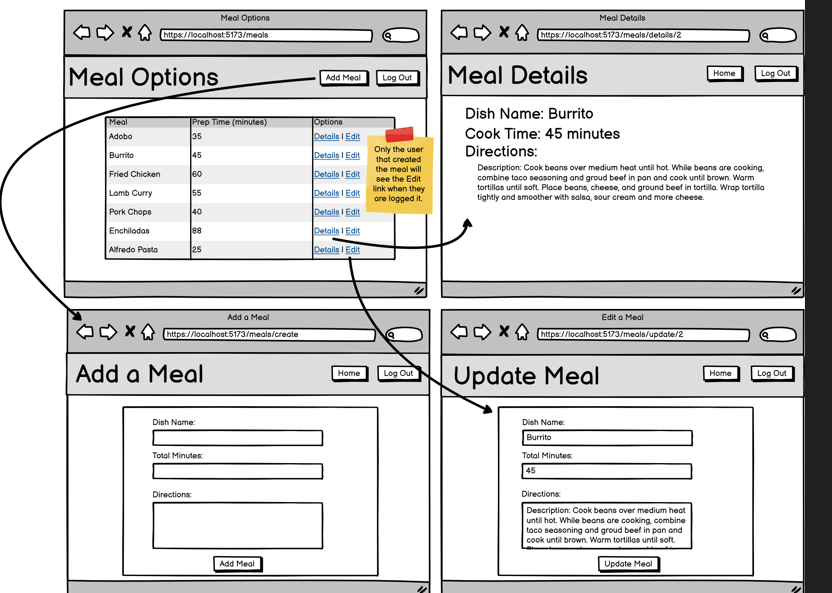 Meal Options
https://localhost:5173/meals
Meal Options
Add Meal
Log Out
Meal Prep Time (minutes) Options
Adobo 35 Details | Edit
Burrito 45 Details | Edit
Fried Chicken 60 Details | Edit
Lamb Curry 55 Details | Edit
Pork Chops 40 Details | Edit
Enchiladas 88 Details | Edit
Alfredo Pasta 25 Details | Edit
Only the user
that created
the meal will
see the Edit
link when they
are logged it.
Meal Details
https://localhost:5173/meals/details/2
Meal Details
Home
Log Out
Dish Name: Burrito
Cook Time: 45 minutes
Directions:
Description: Cook beans over medium heat until hot. While beans are cooking,
combine taco seasoning and groud beef in pan and cook until brown. Warm
tortillas until soft. Place beans, cheese, and ground beef in tortilla. Wrap tortilla
tightly and smoother with salsa, sour cream and more cheese.
Add a Meal
https://localhost:5173/meals/create
Add a Meal
Home
Log Out
Dish Name:
Total Minutes:
Directions:
Add Meal
Edit a Meal
https://localhost:5173/meals/update/2
Update Meal
Home
Log Out
Dish Name:
Burrito
Total Minutes:
45
Directions:
Description: Cook beans over medium heat
until hot. While beans are cooking, combine
taco seasoning and groud beef in pan and
cook until brown. Warm tortillas until soft.
Update Meal